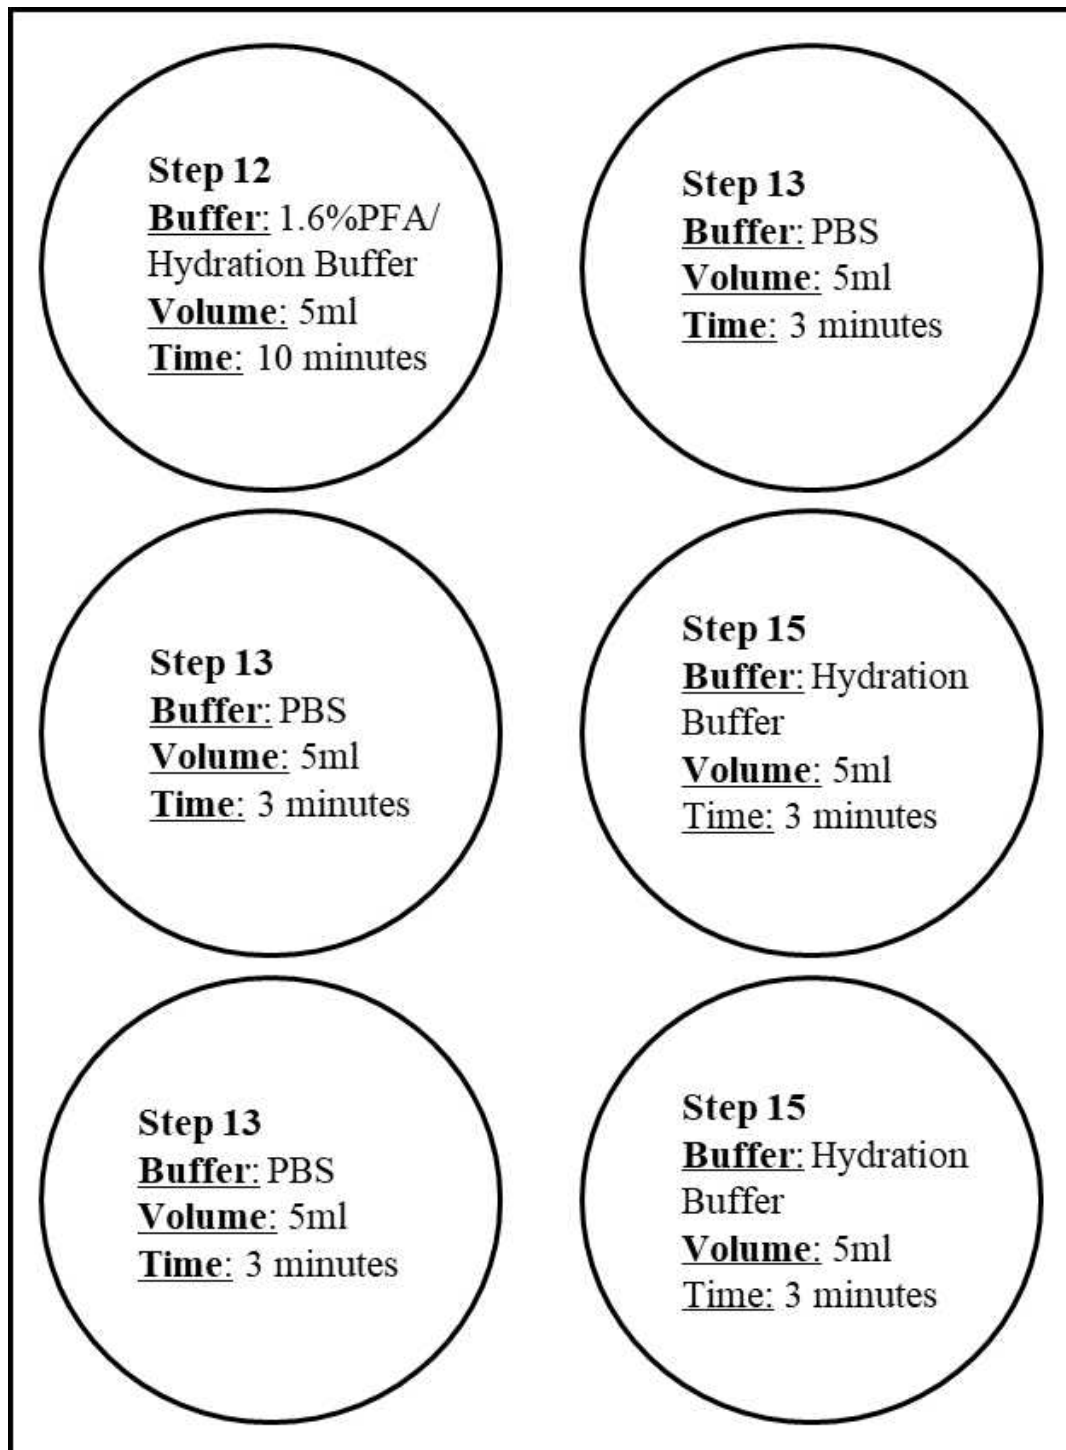 Step 12
Buffer: 1.6%PFA/
Hydration Buffer
Volume: 5ml
Time: 10 minutes
Step 13
Buffer: PBS
Volume: 5ml
Time: 3 minutes
Step 13
Buffer: PBS
Volume: 5ml
Time: 3 minutes
Step 15
Buffer: Hydration
Buffer
Volume: 5ml
Time: 3 minutes
Step 13
Buffer: PBS
Volume: 5ml
Time: 3 minutes
Step 15
Buffer: Hydration
Buffer
Volume: 5ml
Time: 3 minutes